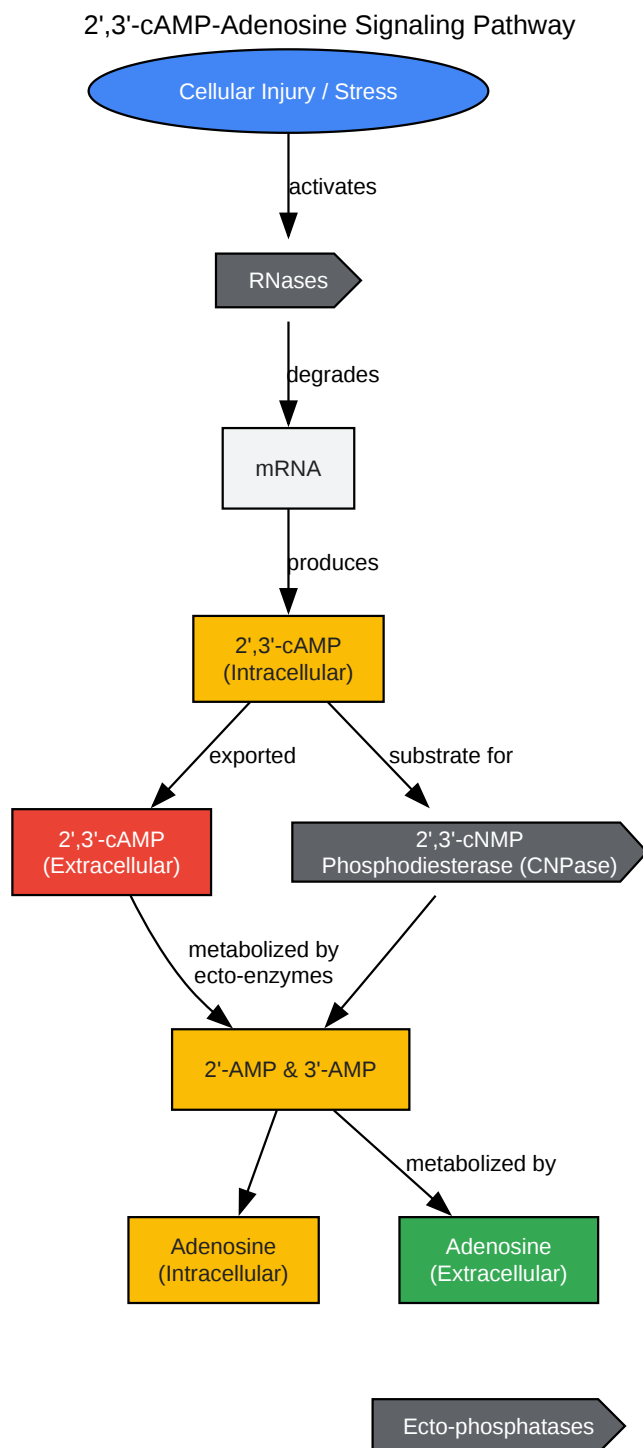 2',3'-cAMP-Adenosine Signaling Pathway
Cellular Injury / Stress
activates
RNases
degrades
mRNA
produces
2',3'-cAMP
(Intracellular)
exported
substrate for
2',3'-cAMP
(Extracellular)
2',3'-cNMP
Phosphodiesterase (CNPase)
metabolized by
ecto-enzymes
2'-AMP & 3'-AMP
metabolized by
Adenosine
(Intracellular)
Adenosine
(Extracellular)
Ecto-phosphatases